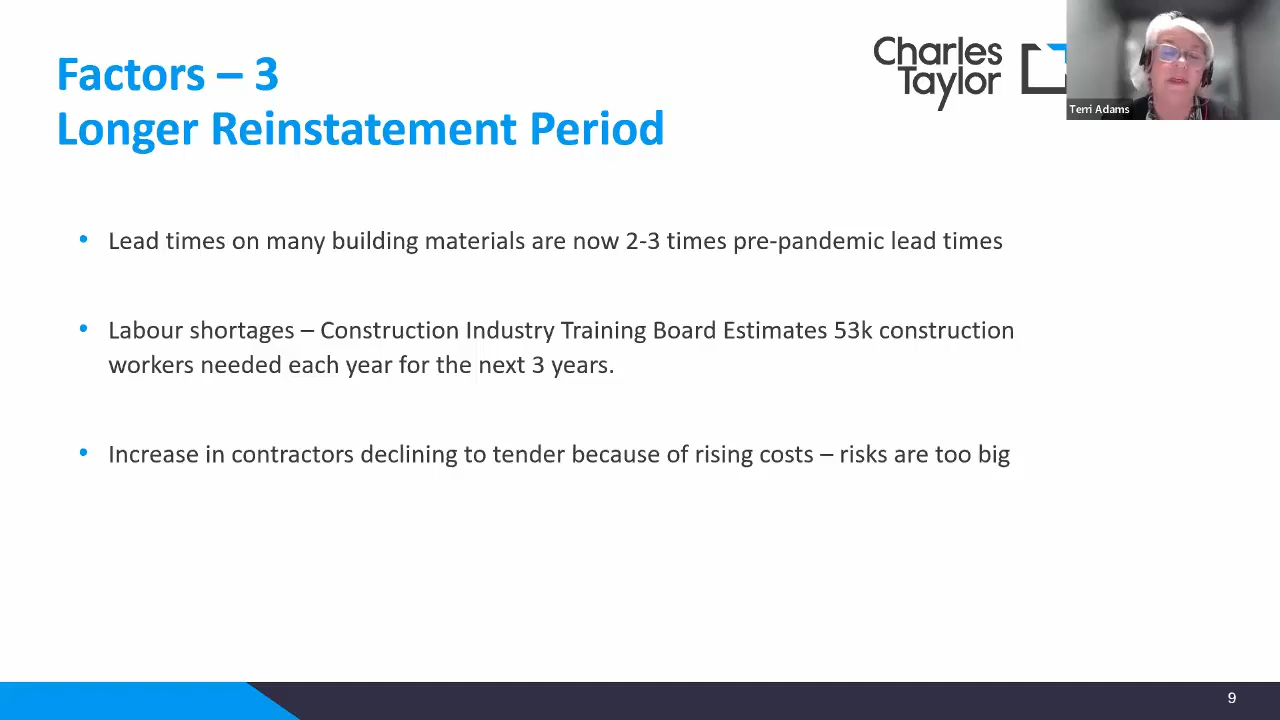 Factors – 3
Longer Reinstatement Period
Charles
Taylor
Terri Adams
• Lead times on many building materials are now 2-3 times pre-pandemic lead times
• Labour shortages – Construction Industry Training Board Estimates 53k construction
workers needed each year for the next 3 years.
• Increase in contractors declining to tender because of rising costs – risks are too big
9